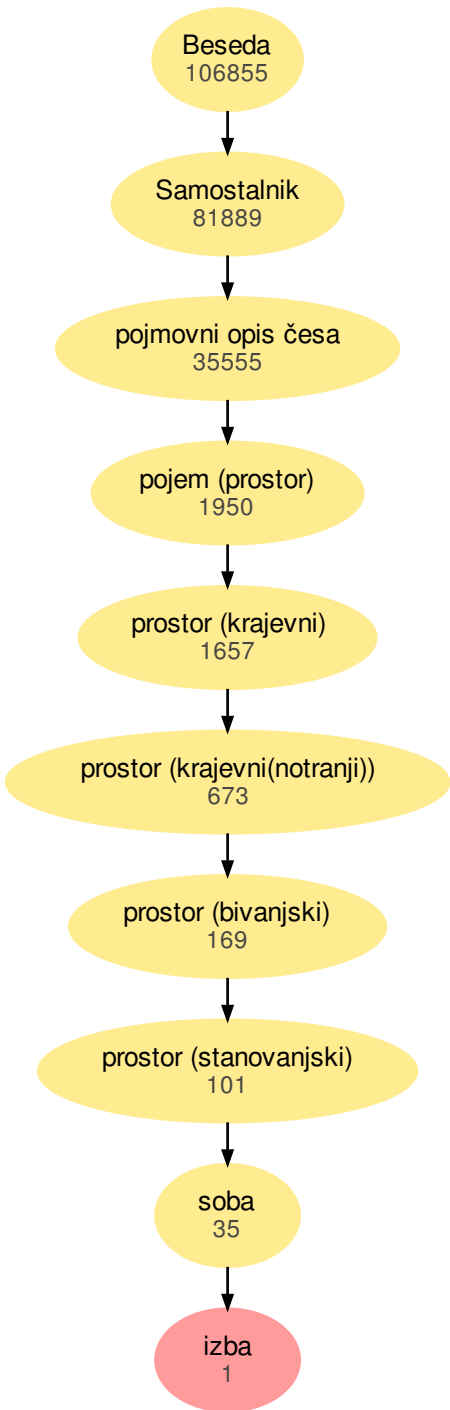 Beseda
106855
Samostalnik
81889
pojmovni opis česa
35555
pojem (prostor)
1950
prostor (krajevni)
1657
prostor (krajevni(notranji))
673
prostor (bivanjski)
169
prostor (stanovanjski)
101
soba
35
izba
1